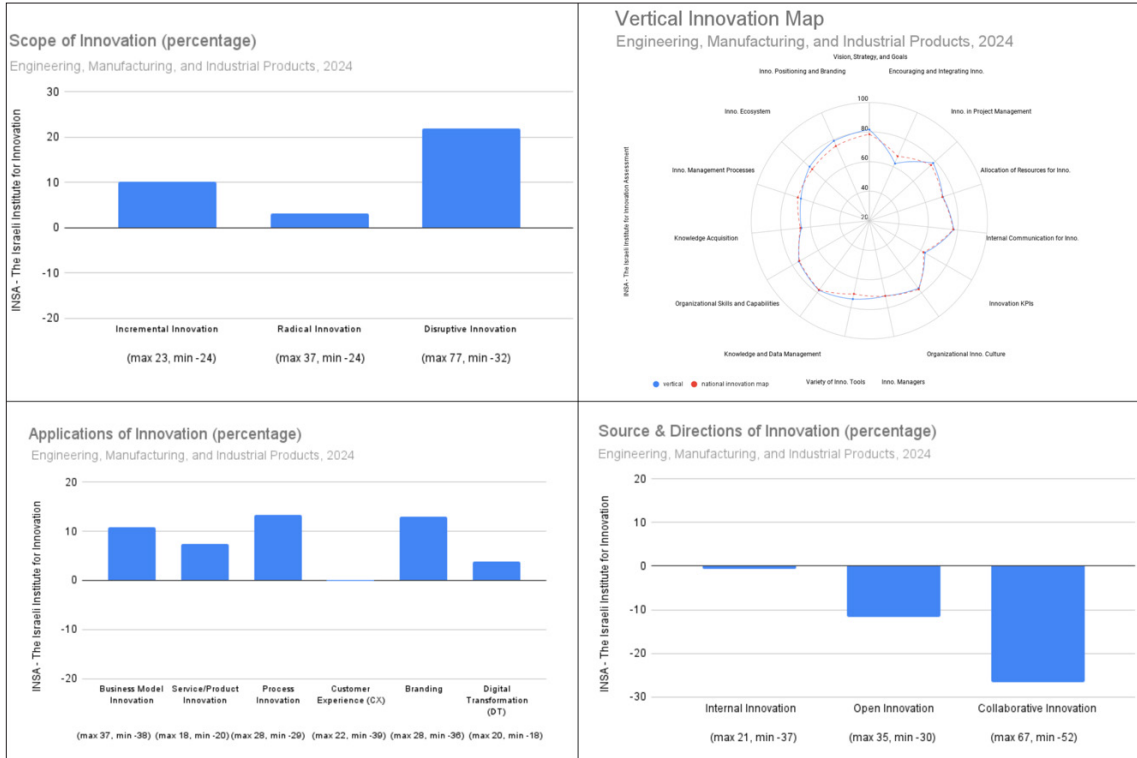 Scope of Innovation (percentage)
Engineering, Manufacturing, and Industrial Products, 2024
INSA - The Israeli Institute for Innovation
30
20
10
0
-10
-20
Incremental Innovation
Radical Innovation
Disruptive Innovation
(max 23, min -24)
(max 37, min -24)
(max 77, min -32)
Vertical Innovation Map
Engineering, Manufacturing, and Industrial Products, 2024
Vision, Strategy, and Goals
Inno. Positioning and Branding
Encouraging and Integrating Inno.
Inno. Ecosystem
Inno. in Project Management
Inno. Management Processes
Allocation of Resources for Inno.
Knowledge Acquisition
Internal Communication for Inno.
Organizational Skills and Capabilities
Innovation KPIs
Knowledge and Data Management
Organizational Inno. Culture
Variety of Inno. Tools
Inno. Managers
100
80
60
40
20
INSA - The Israeli Institute for Innovation Assessment
vertical
national innovation map
Applications of Innovation (percentage)
Engineering, Manufacturing, and Industrial Products, 2024
INSA - The Israeli Institute for Innovation
20
10
0
-10
-20
Business Model Innovation
Service/Product Innovation
Process Innovation
Customer Experience (CX)
Branding
Digital Transformation (DT)
(max 37, min -38)
(max 18, min -20)
(max 28, min -29)
(max 22, min -39)
(max 28, min -36)
(max 20, min -18)
Source & Directions of Innovation (percentage)
Engineering, Manufacturing, and Industrial Products, 2024
INSA - The Israeli Institute for Innovation
20
10
0
-10
-20
-30
Internal Innovation
Open Innovation
Collaborative Innovation
(max 21, min -37)
(max 35, min -30)
(max 67, min -52)